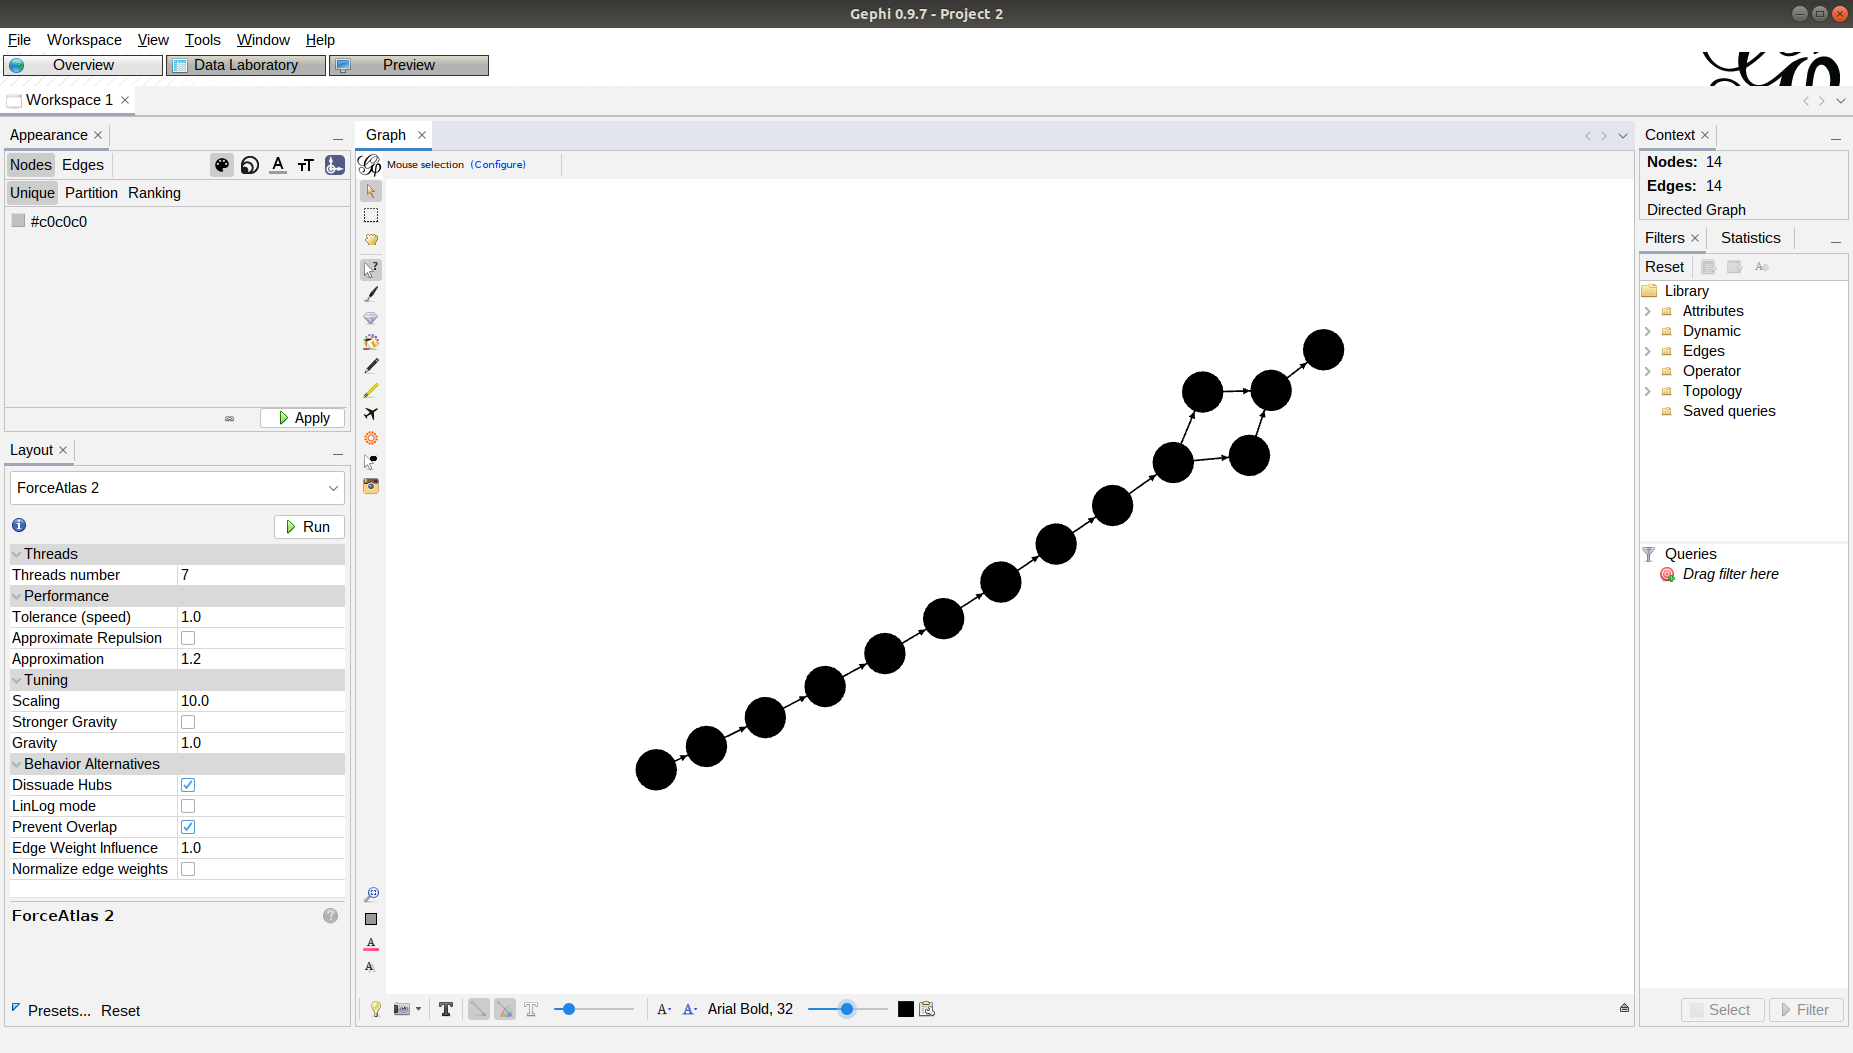 Gephi 0.9.7 - Project 2
File Workspace View Tools Window Help
Overview Data Laboratory Preview
Workspace 1
Appearance
Nodes Edges
Unique Partition Ranking
#c0c0c0
Apply
Layout
ForceAtlas 2
Run
Threads
Threads number 7
Performance
Tolerance (speed) 1.0
Approximate Repulsion
Approximation 1.2
Tuning
Scaling 10.0
Stronger Gravity
Gravity 1.0
Behavior Alternatives
Dissuade Hubs
LinLog mode
Prevent Overlap
Edge Weight Influence 1.0
Normalize edge weights
ForceAtlas 2
Presets... Reset
Graph
Mouse selection (Configure)
Arial Bold, 32
Context
Nodes: 14
Edges: 14
Directed Graph
Filters Statistics
Reset
Library
Attributes
Dynamic
Edges
Operator
Topology
Saved queries
Queries
Drag filter here
Select Filter